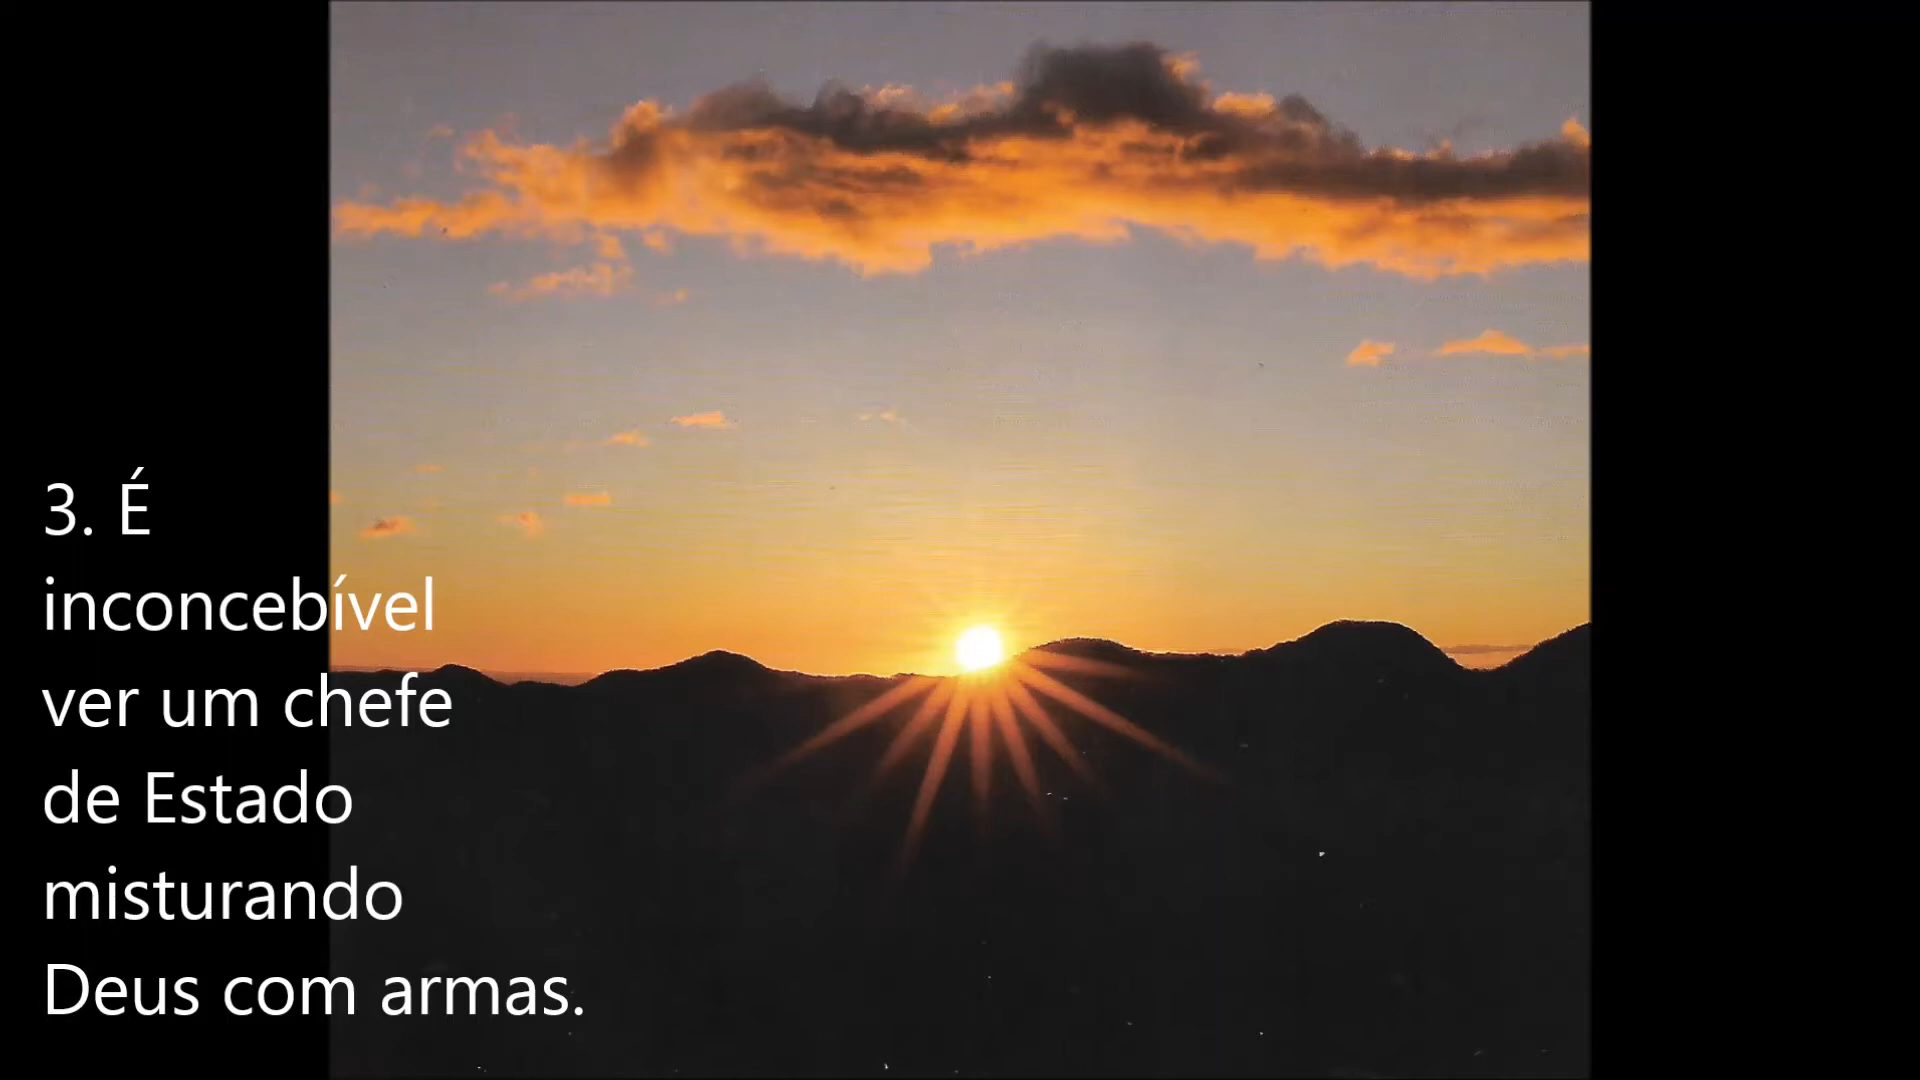 3. É
inconcebível
ver um chefe
de Estado
misturando
Deus com armas.